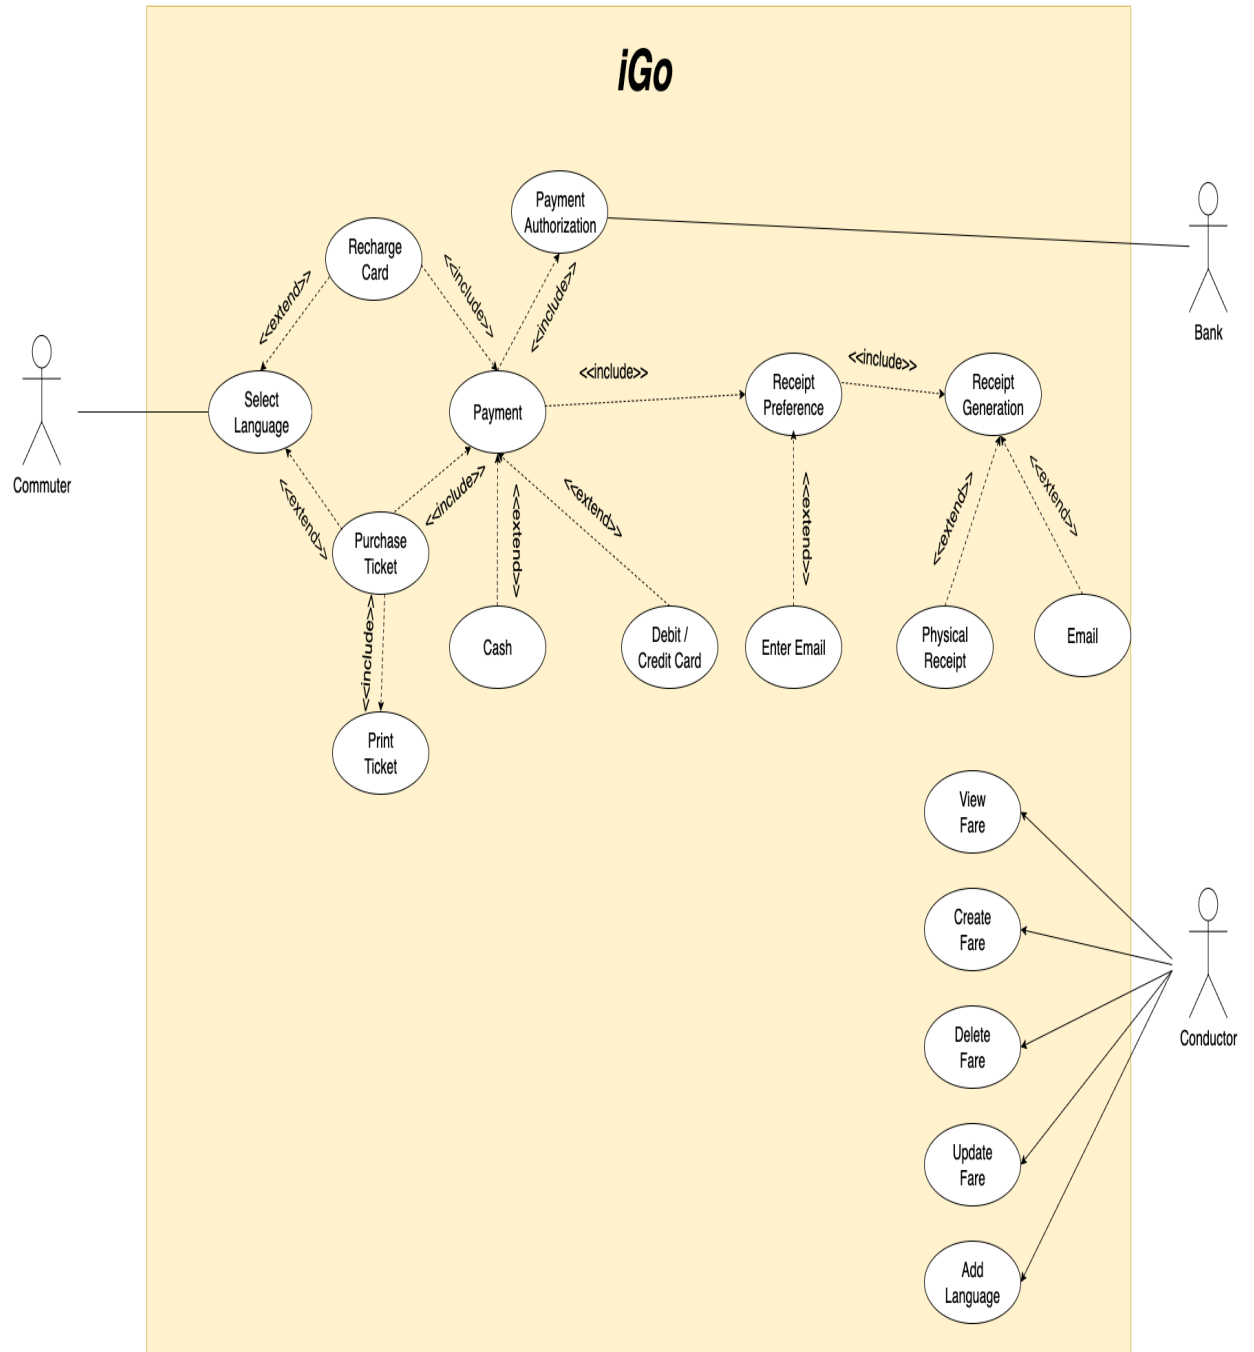 iGo
Payment
Authorization
Recharge
Card
<<extend>>
<<include>>
<<include>>
Bank
Select
Language
Payment
<<include>>
Receipt
Preference
<<include>>
Receipt
Generation
Commuter
<<extend>>
Purchase
Ticket
<<include>>
<<extend>>
<<extend>>
<<extend>>
<<extend>>
<<extend>>
<<include>>
Cash
Debit /
Credit Card
Enter Email
Physical
Receipt
Email
Print
Ticket
View
Fare
Create
Fare
Delete
Fare
Conductor
Update
Fare
Add
Language